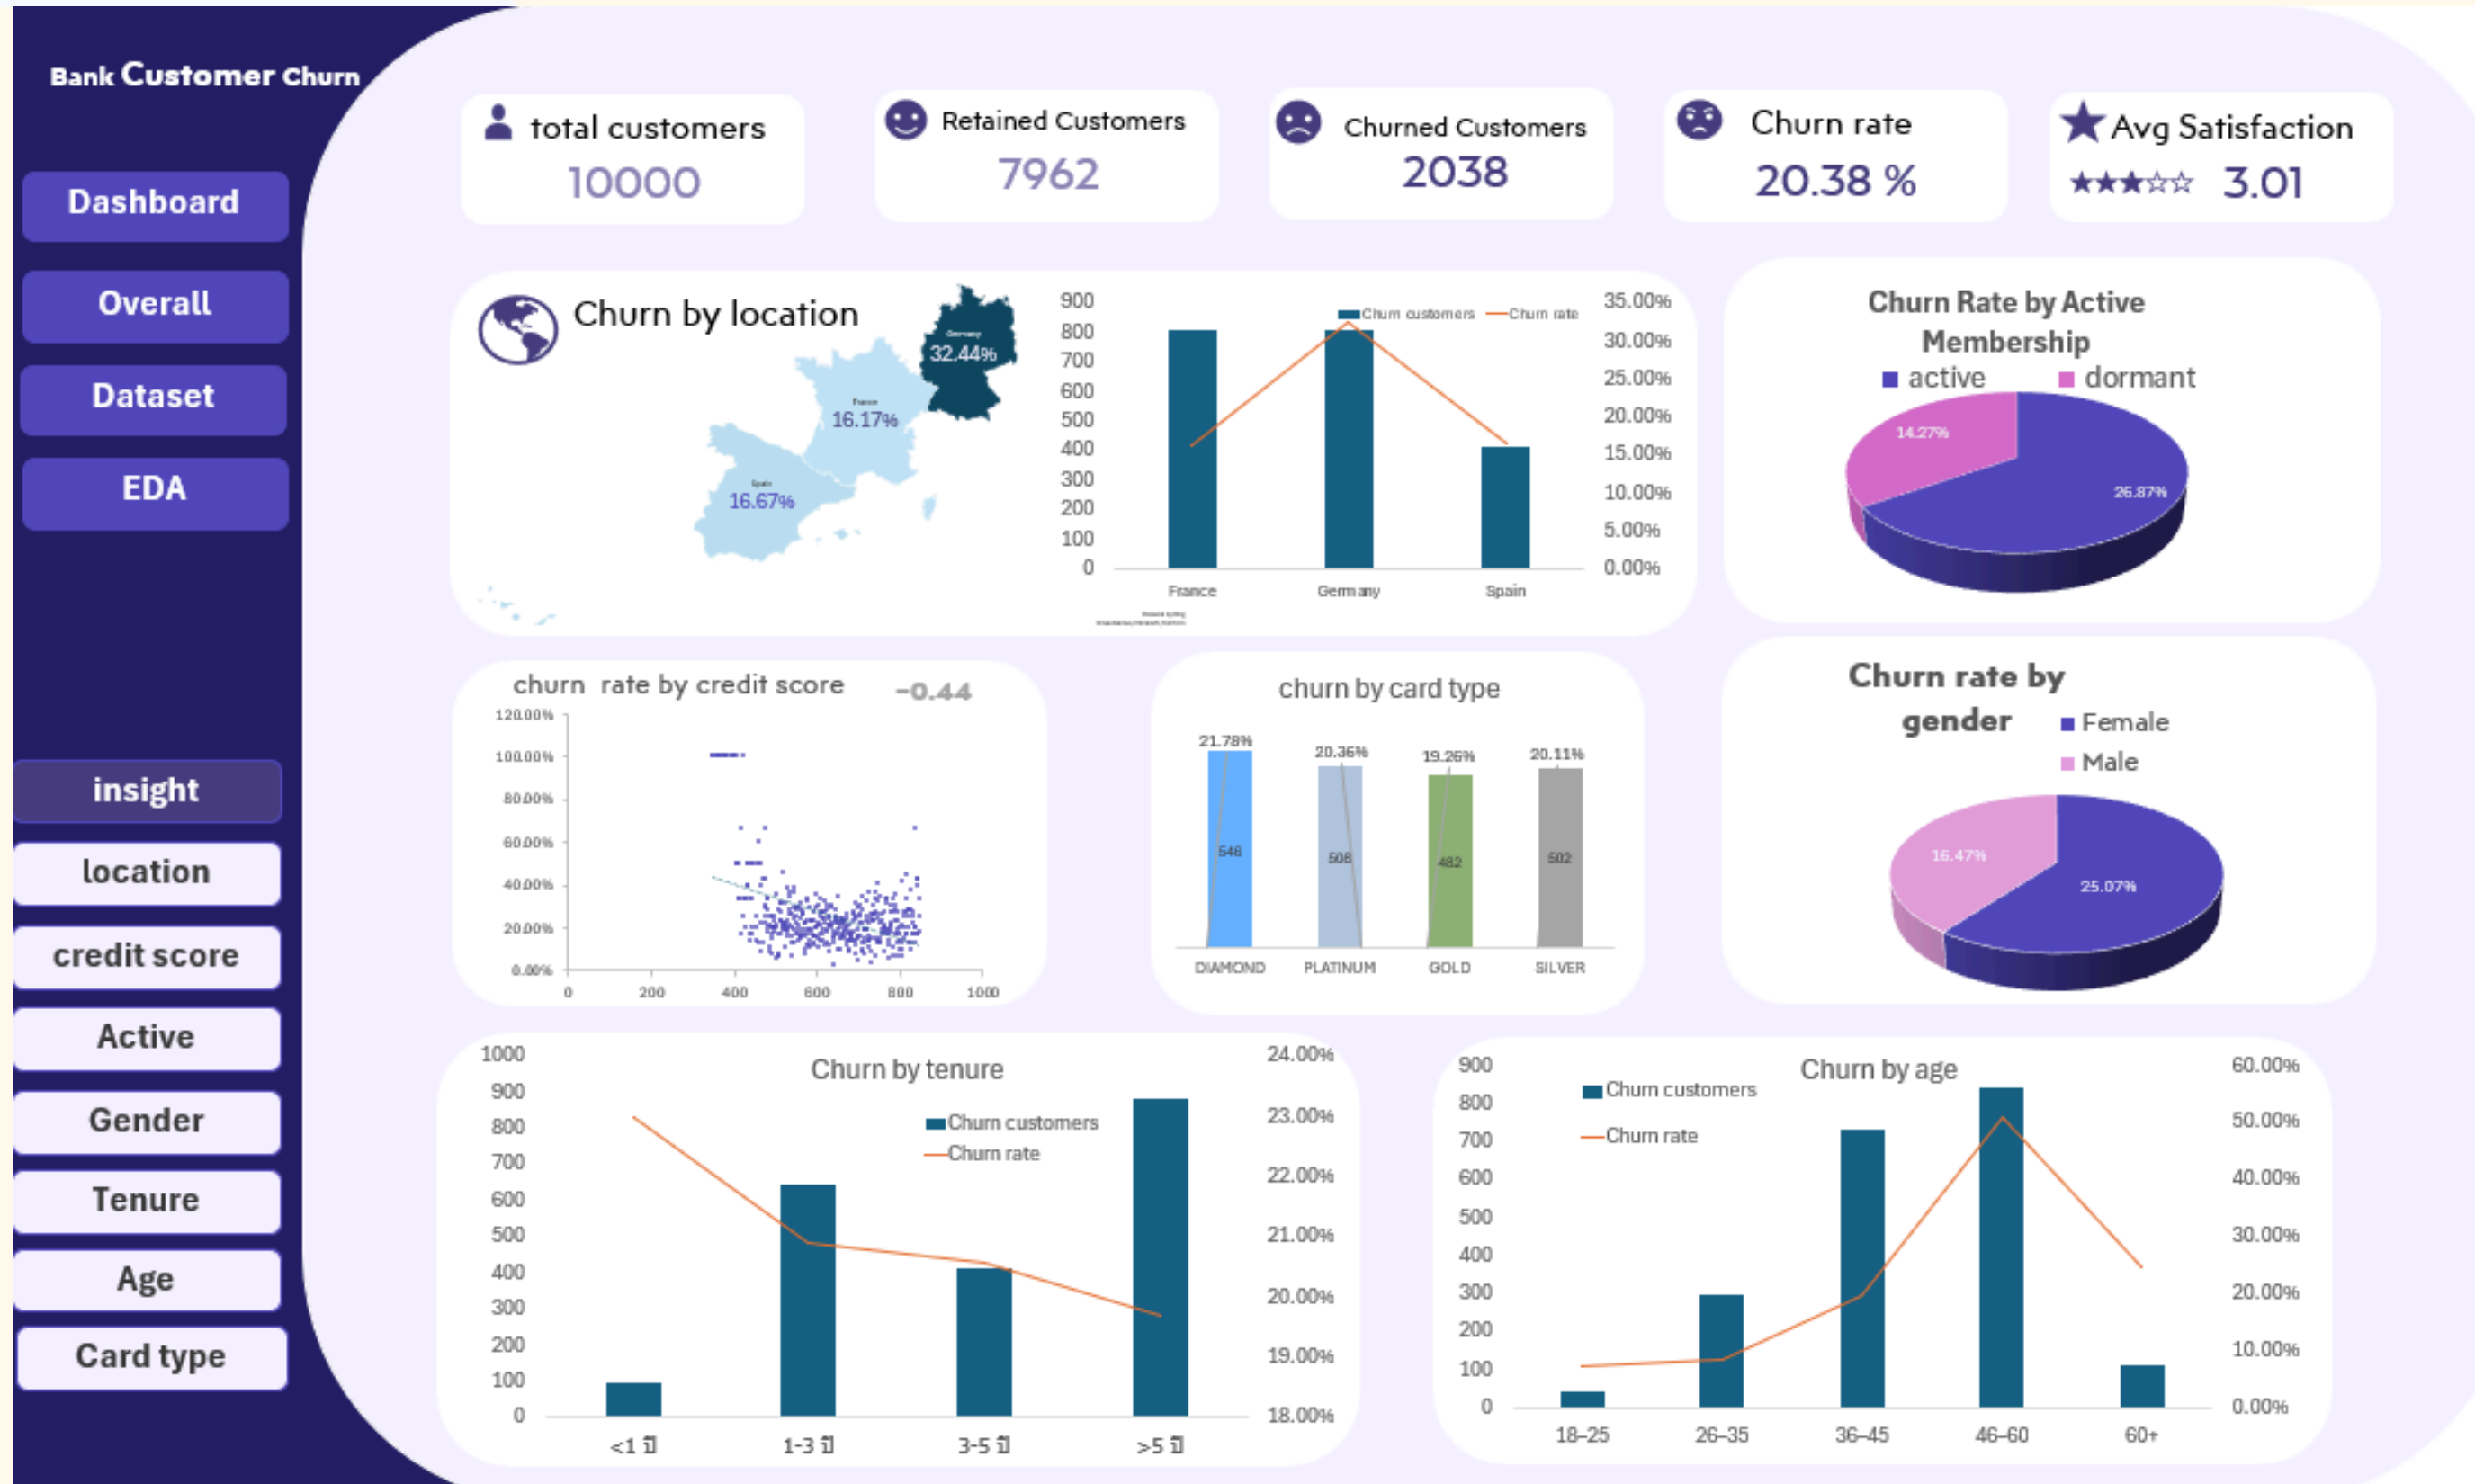 Bank Customer Churn
Dashboard
Overall
Dataset
EDA
insight
location
credit score
Active
Gender
Tenure
Age
Card type
total customers
10000
Retained Customers
7962
Churned Customers
2038
Churn rate
20.38 %
Avg Satisfaction
★★★☆☆ 3.01
Churn by location
Germany
32.44%
France
16.17%
Spain
16.67%
Churn customers Churn rate
900
800
700
600
500
400
300
200
100
0
35.00%
30.00%
25.00%
20.00%
15.00%
10.00%
5.00%
0.00%
France Germany Spain
Churn Rate by Active
Membership
active dormant
14.27%
26.87%
churn rate by credit score -0.44
120.00%
100.00%
80.00%
60.00%
40.00%
20.00%
0.00%
0 200 400 600 800 1000
churn by card type
21.78% 20.36% 19.26% 20.11%
546 508 482 502
DIAMOND PLATINUM GOLD SILVER
Churn rate by
gender
Female
Male
16.47%
25.07%
Churn by tenure
Churn customers
Churn rate
1000
900
800
700
600
500
400
300
200
100
0
24.00%
23.00%
22.00%
21.00%
20.00%
19.00%
18.00%
<1 ปี 1-3 ปี 3-5 ปี >5 ปี
Churn by age
Churn customers
Churn rate
900
800
700
600
500
400
300
200
100
0
60.00%
50.00%
40.00%
30.00%
20.00%
10.00%
0.00%
18–25 26–35 36–45 46–60 60+